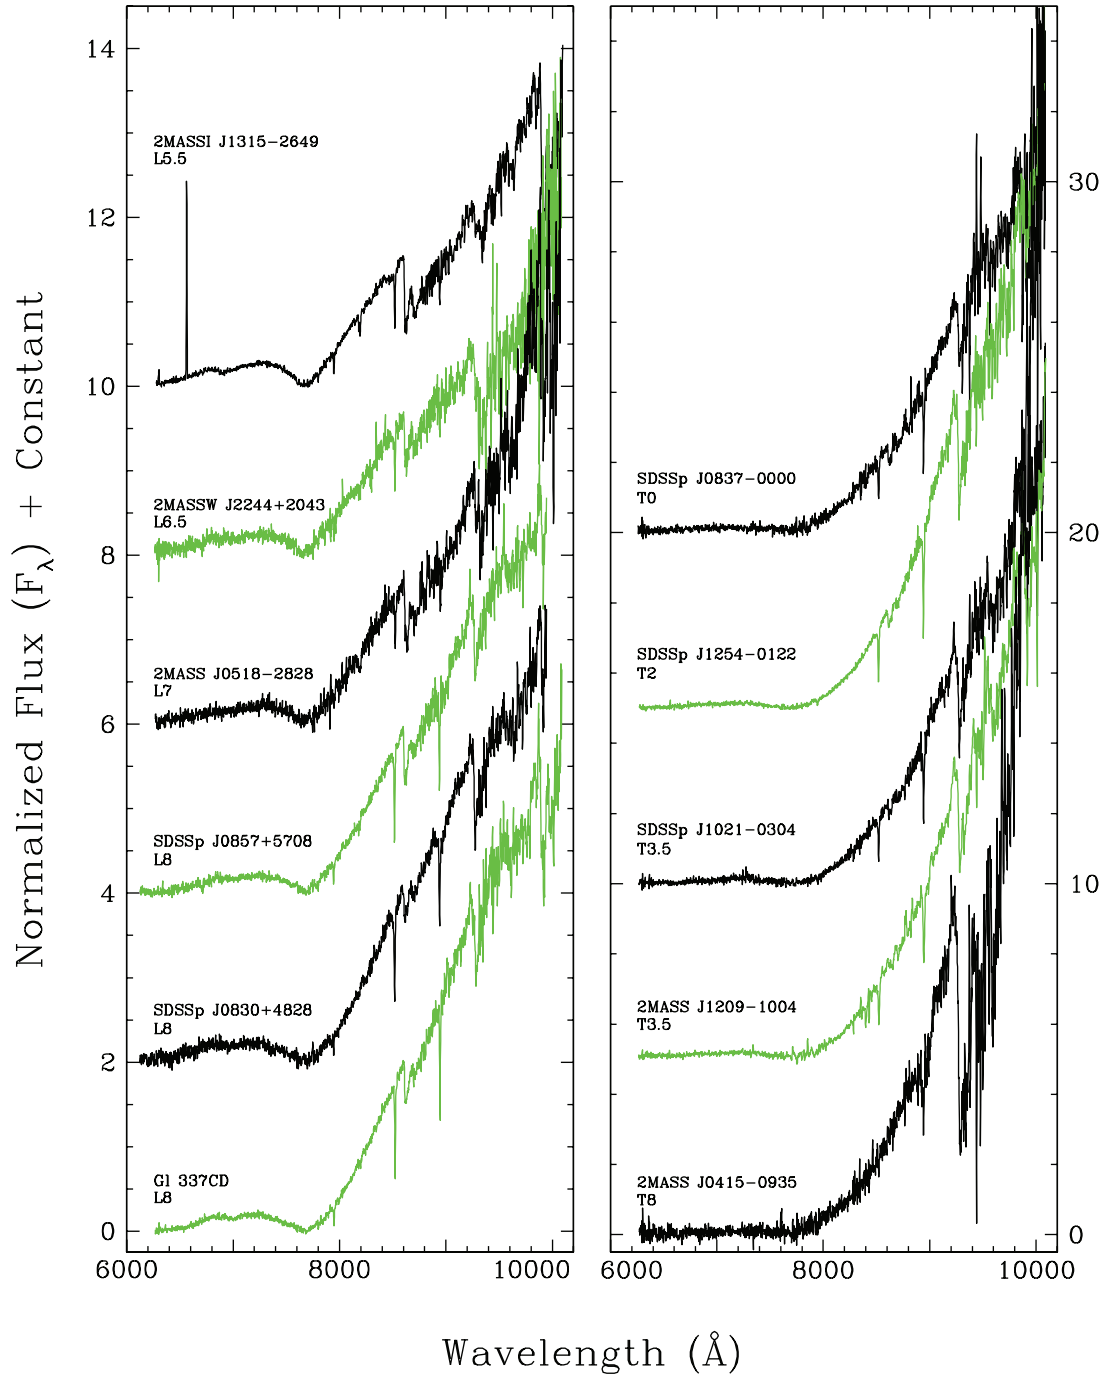 Normalized Flux (Fλ) + Constant
14
12
10
8
6
4
2
0
2MASSI J1315-2649
L5.5
2MASSW J2244+2043
L6.5
2MASS J0518-2828
L7
SDSSp J0857+5708
L8
SDSSp J0830+4828
L8
Gl 337CD
L8
6000 8000 10000
SDSSp J0837-0000
T0
SDSSp J1254-0122
T2
SDSSp J1021-0304
T3.5
2MASS J1209-1004
T3.5
2MASS J0415-0935
T8
30
20
10
0
6000 8000 10000
Wavelength (Å)